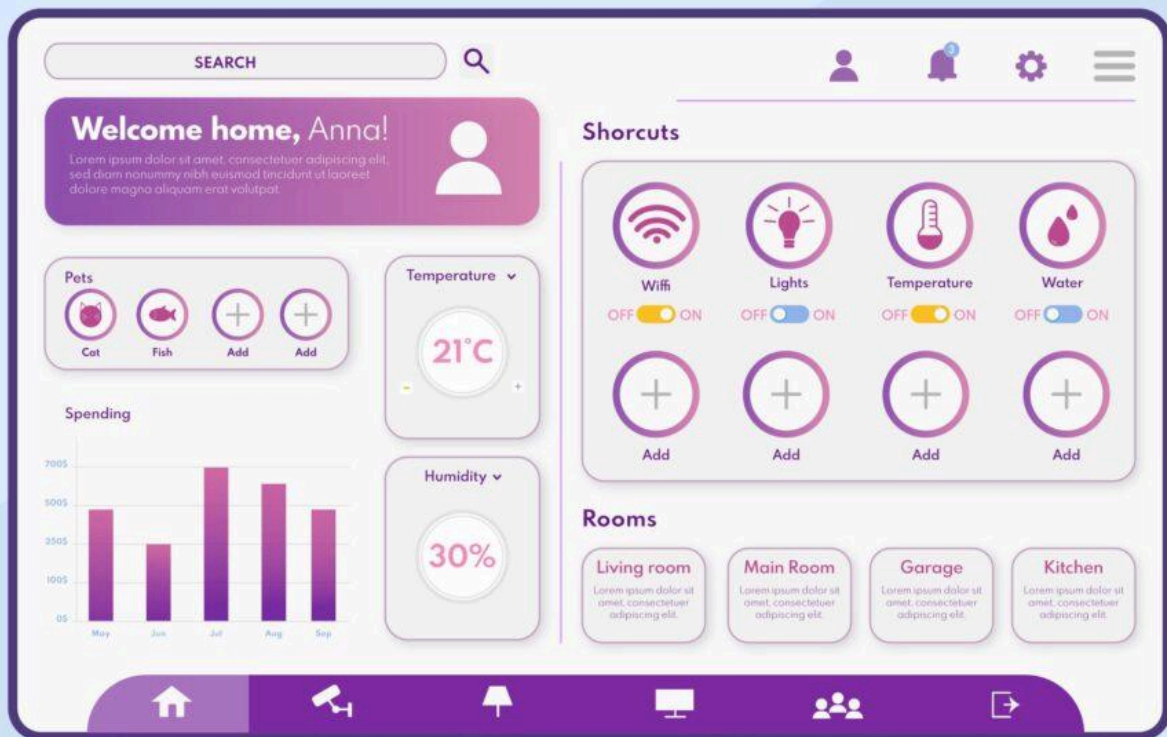 SEARCH
3
Welcome home, Anna!
Lorem ipsum dolor sit amet, consectetuer adipiscing elit,
sed diam nonummy nibh euismod tincidunt ut laoreet
dolore magna aliquam erat volutpat.
Pets
Cat
Fish
Add
Add
Temperature
21°C
-
+
Spending
700$
500$
350$
100$
0$
May
Jun
Jul
Aug
Sep
Humidity
30%
Shorcuts
Wiffi
Lights
Temperature
Water
OFF ON
OFF ON
OFF ON
OFF ON
Add
Add
Add
Add
Rooms
Living room
Lorem ipsum dolor sit
amet, consectetuer
adipiscing elit.
Main Room
Lorem ipsum dolor sit
amet, consectetuer
adipiscing elit.
Garage
Lorem ipsum dolor sit
amet, consectetuer
adipiscing elit.
Kitchen
Lorem ipsum dolor sit
amet, consectetuer
adipiscing elit.